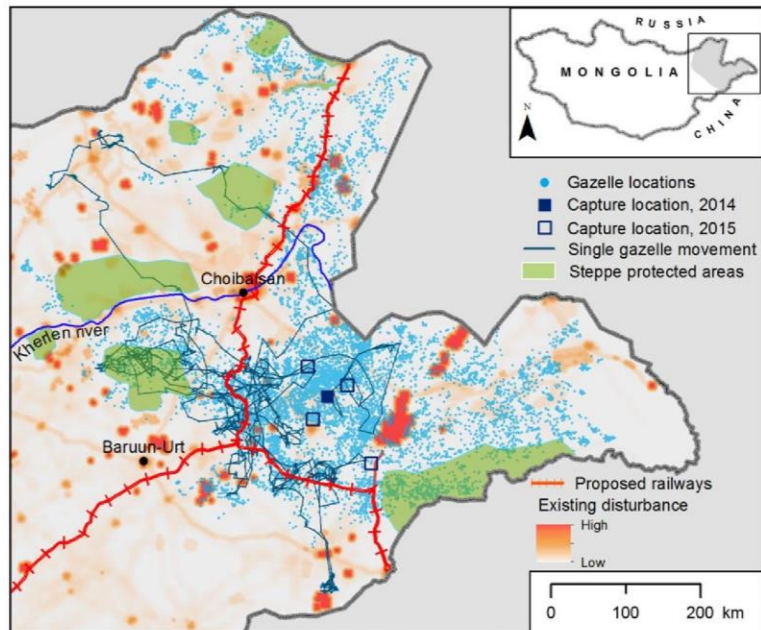 RUSSIA
MONGOLIA
CHINA
N
Gazelle locations
Capture location, 2014
Capture location, 2015
Single gazelle movement
Steppe protected areas
Choibalsan
Kherlen river
Baruun-Urt
Proposed railways
Existing disturbance
High
Low
0 100 200 km